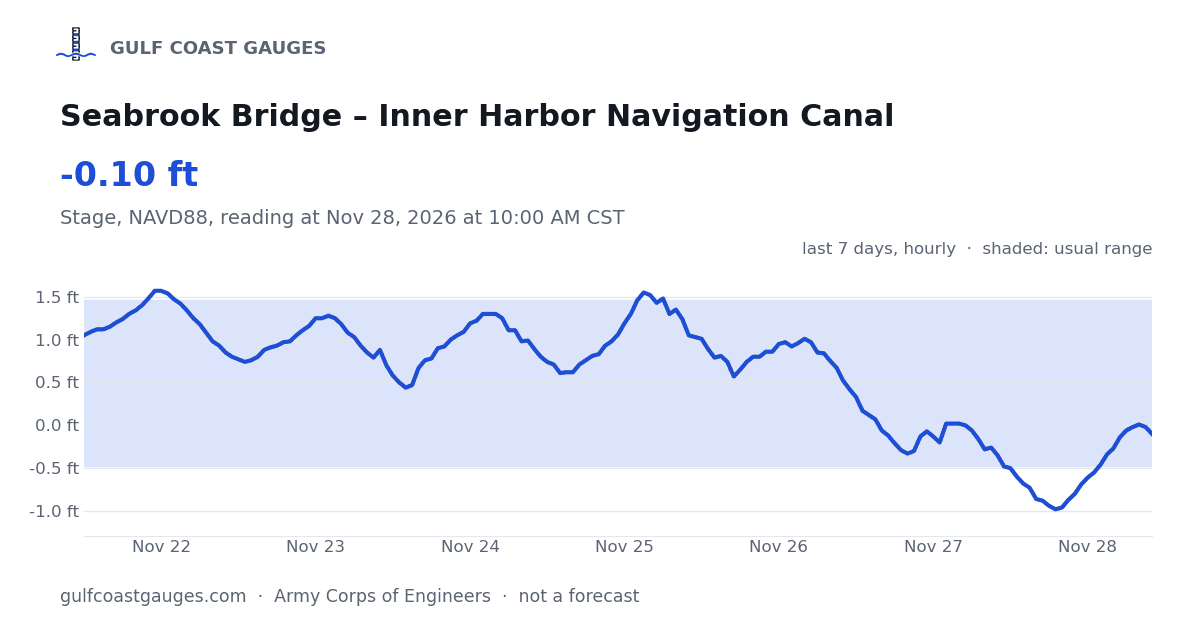 GULF COAST GAUGES
Seabrook Bridge – Inner Harbor Navigation Canal
-0.10 ft
Stage, NAVD88, reading at Nov 28, 2026 at 10:00 AM CST
last 7 days, hourly · shaded: usual range
1.5 ft
1.0 ft
0.5 ft
0.0 ft
-0.5 ft
-1.0 ft
Nov 22 Nov 23 Nov 24 Nov 25 Nov 26 Nov 27 Nov 28
gulfcoastgauges.com · Army Corps of Engineers · not a forecast